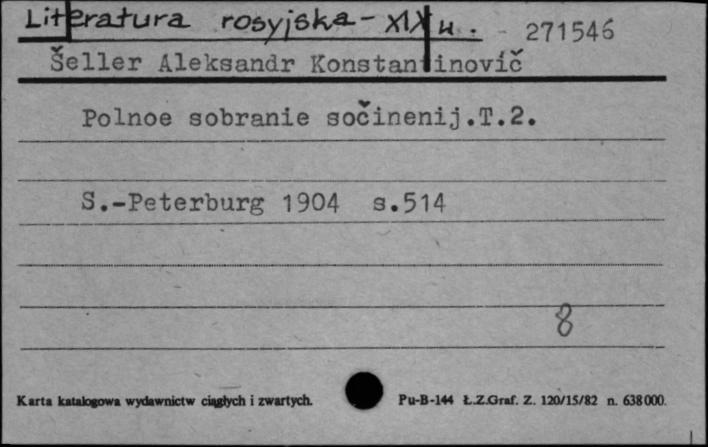 Literatura rosyjska - XIX w. - 271546
Šeller Aleksandr Konstantinovič
Polnoe sobranie sočinenij.T.2.
S.-Peterburg 1904 s.514
8
Karta katalogowa wydawnictw ciągłych i zwartych. Pu-B-144 Ł.Z.Graf. Z. 120/15/82 n. 638000.